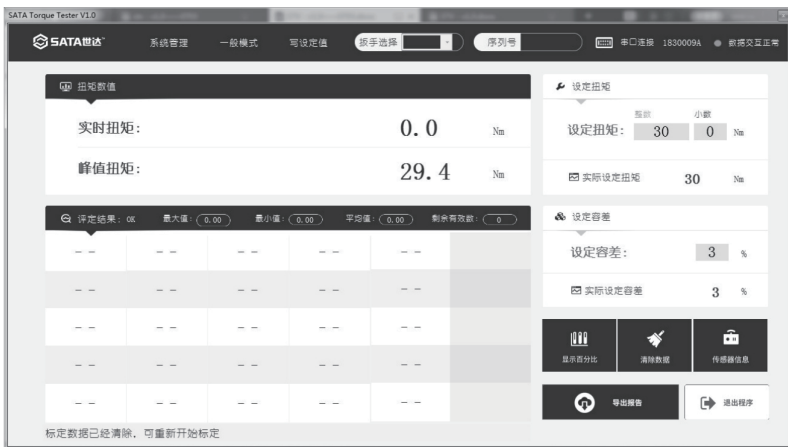 SATA Torque Tester V1.0
SATA世达 系统管理 一般模式 写设定值 扳手选择 序列号 串口连接 1830009A 数据交互正常
扭矩数值
实时扭矩: 0.0 Nm
峰值扭矩: 29.4 Nm
设定扭矩
整数 小数
设定扭矩: 30 0 Nm
实际设定扭矩 30 Nm
评定结果: OK 最大值: 0.00 最小值: 0.00 平均值: 0.00 剩余有效数: 0
-- -- -- -- --
-- -- -- -- --
-- -- -- -- --
-- -- -- -- --
-- -- -- -- --
设定容差
设定容差: 3 %
实际设定容差 3 %
显示百分比 清除数据 传感器信息
导出报告 退出程序
标定数据已经清除，可重新开始标定